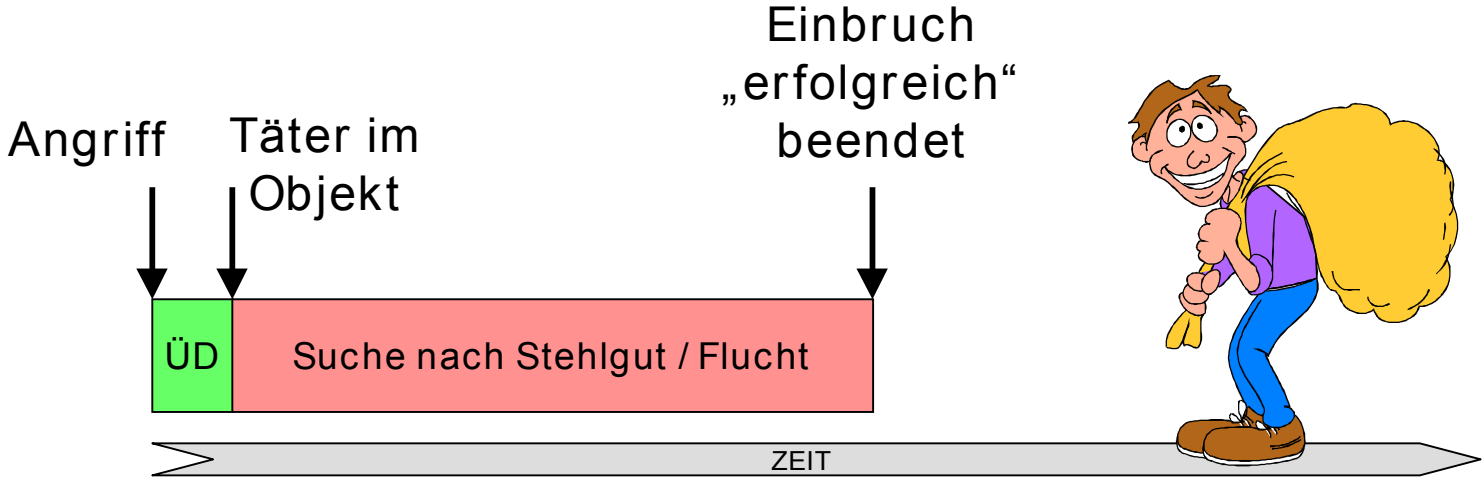 Angriff
Täter im
Objekt
Einbruch
„erfolgreich“
beendet
ÜD
Suche nach Stehlgut / Flucht
ZEIT